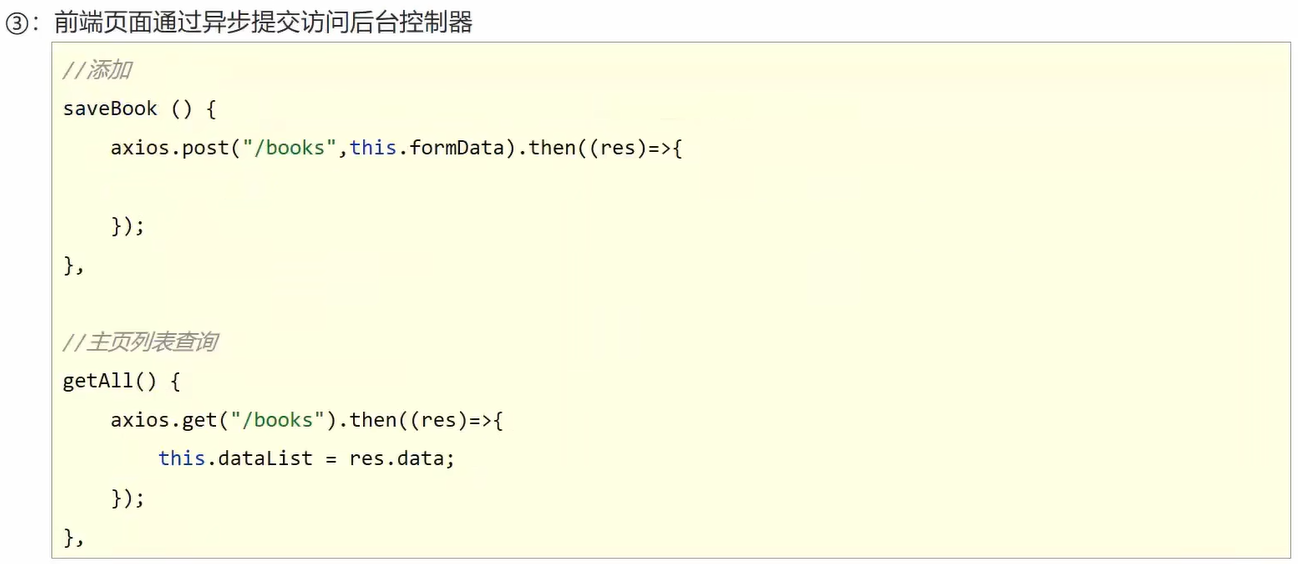 ③：前端页面通过异步提交访问后台控制器
//添加
saveBook () {
    axios.post("/books",this.formData).then((res)=>{
    });
},
//主页列表查询
getAll() {
    axios.get("/books").then((res)=>{
        this.dataList = res.data;
    });
},